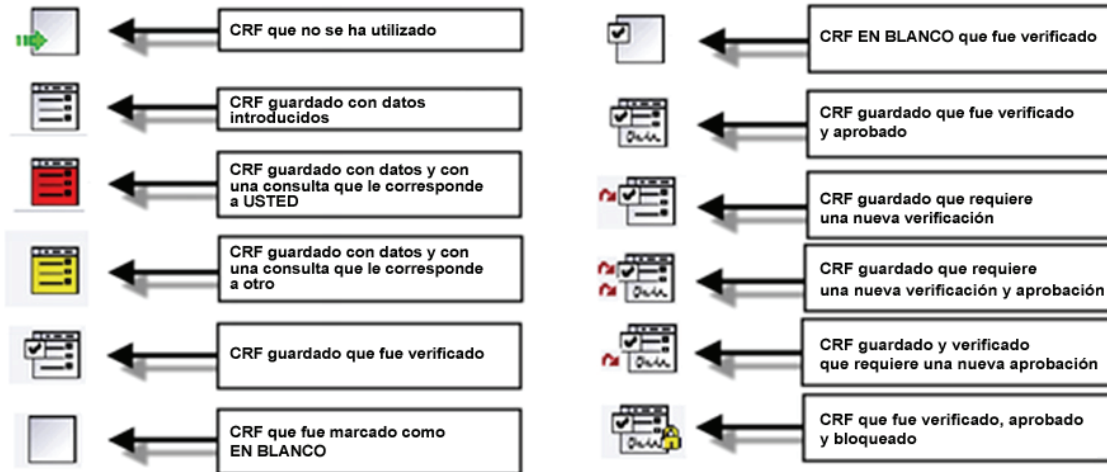 CRF que no se ha utilizado
CRF guardado con datos
introducidos
CRF guardado con datos y con
una consulta que le corresponde
a USTED
CRF guardado con datos y con
una consulta que le corresponde
a otro
CRF guardado que fue verificado
CRF que fue marcado como
EN BLANCO
CRF EN BLANCO que fue verificado
CRF guardado que fue verificado
y aprobado
CRF guardado que requiere
una nueva verificación
CRF guardado que requiere
una nueva verificación y aprobación
CRF guardado y verificado
que requiere una nueva aprobación
CRF que fue verificado, aprobado
y bloqueado